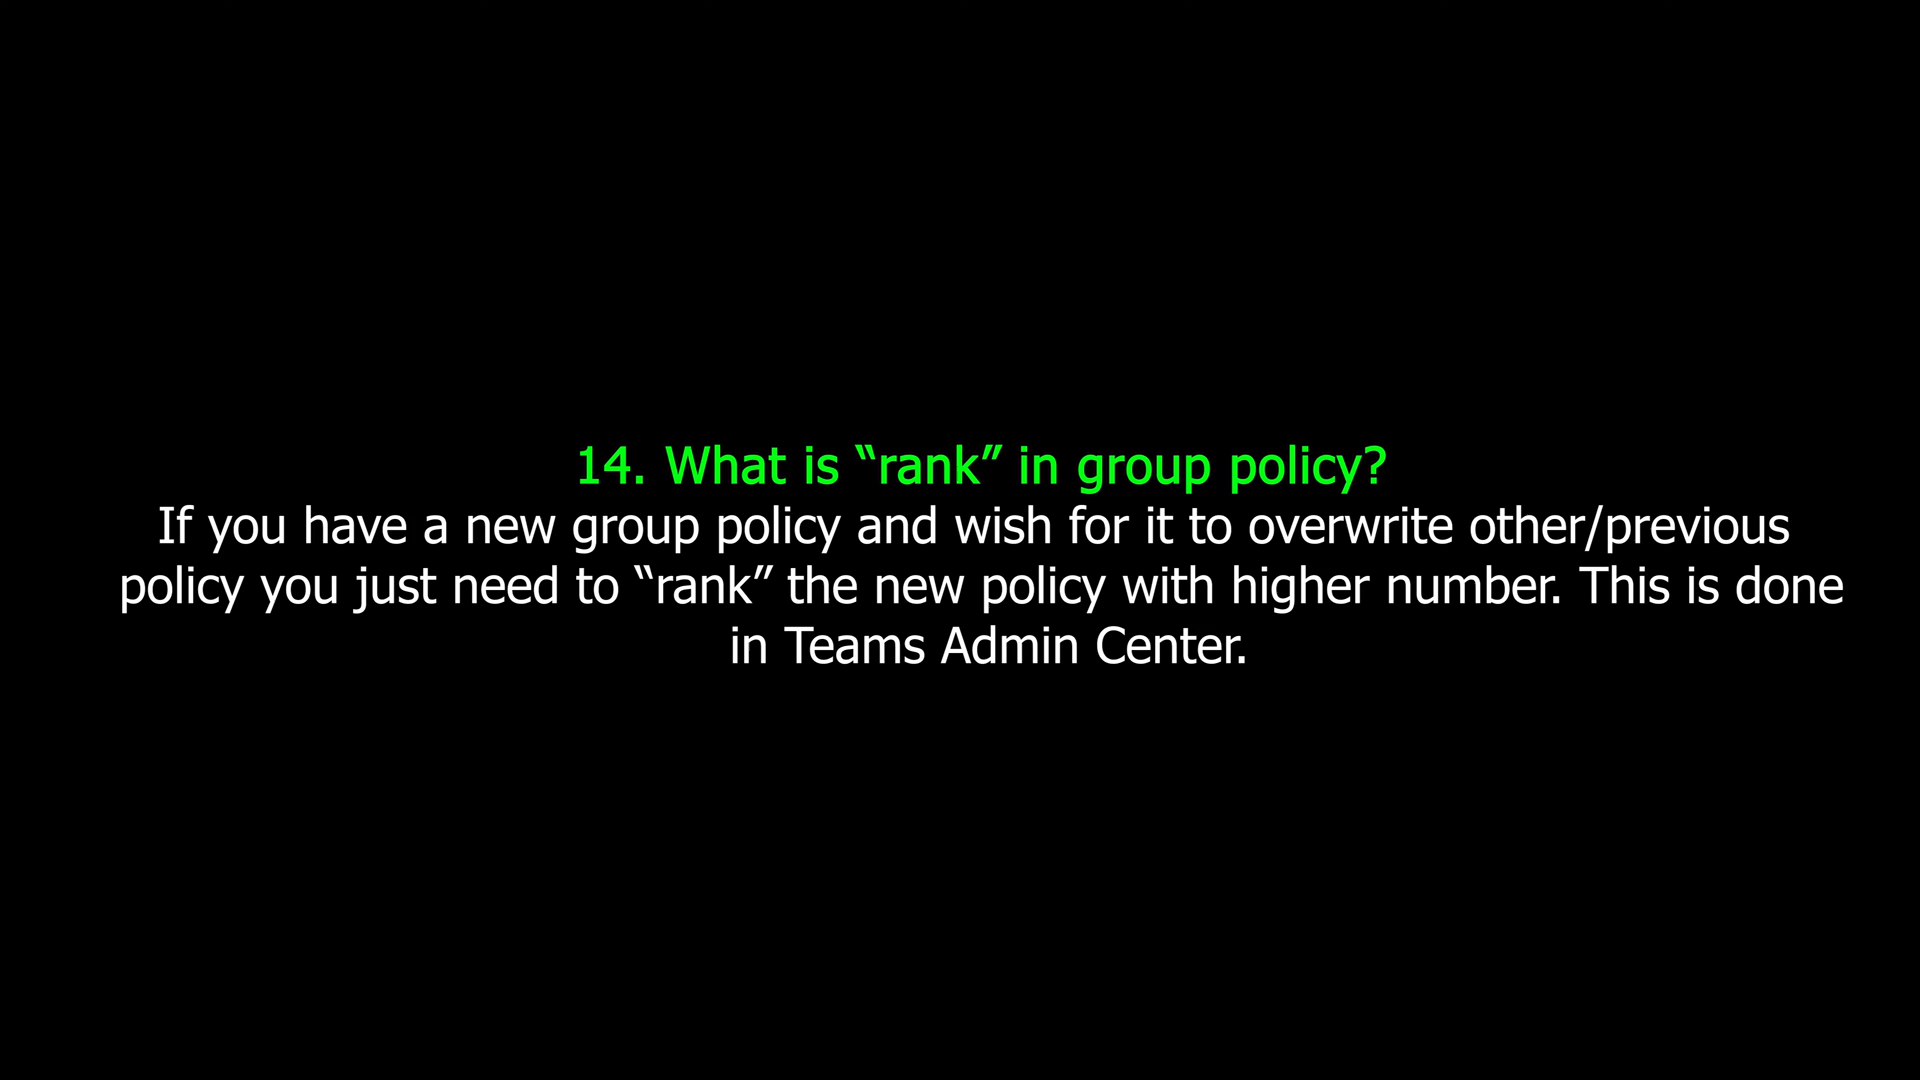 14. What is “rank” in group policy?
If you have a new group policy and wish for it to overwrite other/previous
policy you just need to “rank” the new policy with higher number. This is done
in Teams Admin Center.